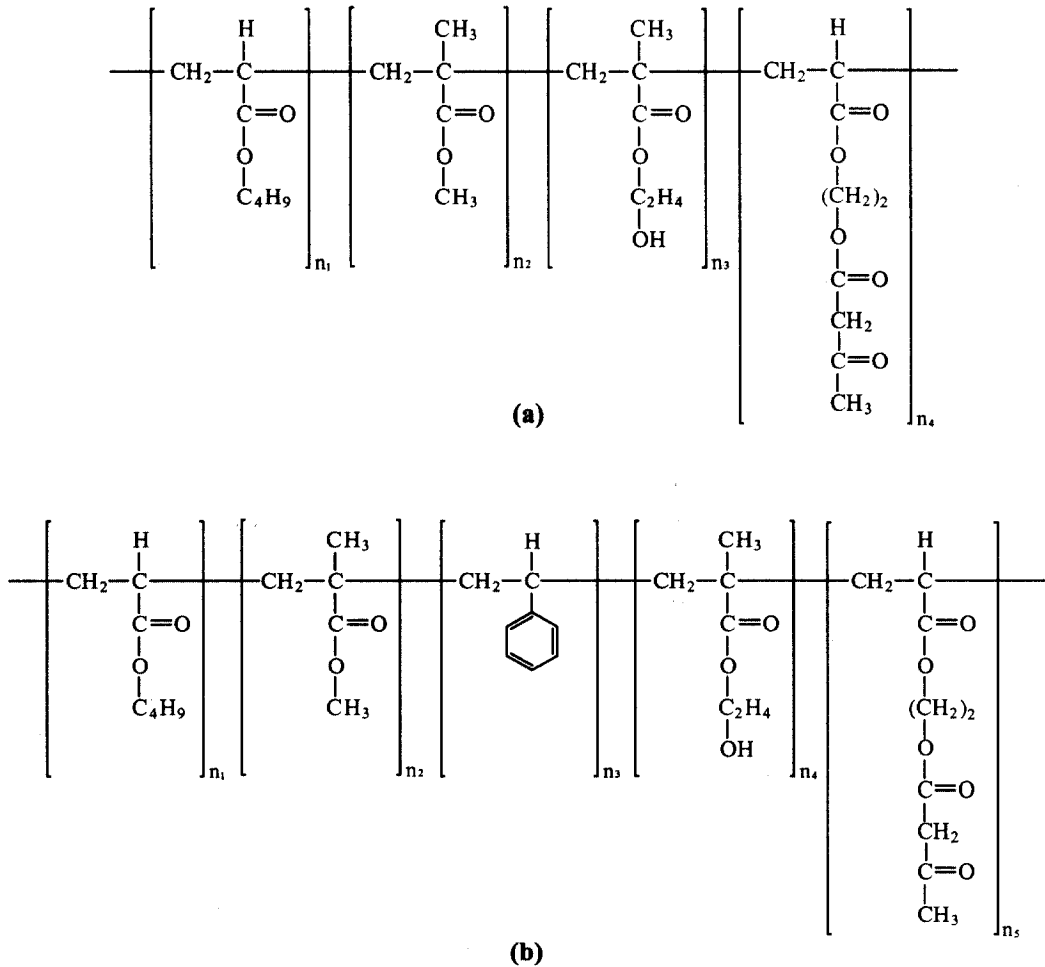 H CH₃ CH₃ H
CH₂—C CH₂—C CH₂—C CH₂—C
C=O C=O C=O C=O
O O O O
C₄H₉ CH₃ C₂H₄ (CH₂)₂
OH O
n₁ n₂ n₃
C=O
CH₂
C=O
CH₃
n₄
(a)
H CH₃ H CH₃ H
CH₂—C CH₂—C CH₂—C CH₂—C CH₂—C
C=O C=O C=O C=O
O O O O
C₄H₉ CH₃ C₂H₄ (CH₂)₂
OH O
n₁ n₂ n₃ n₄
C=O
CH₂
C=O
CH₃
n₅
(b)